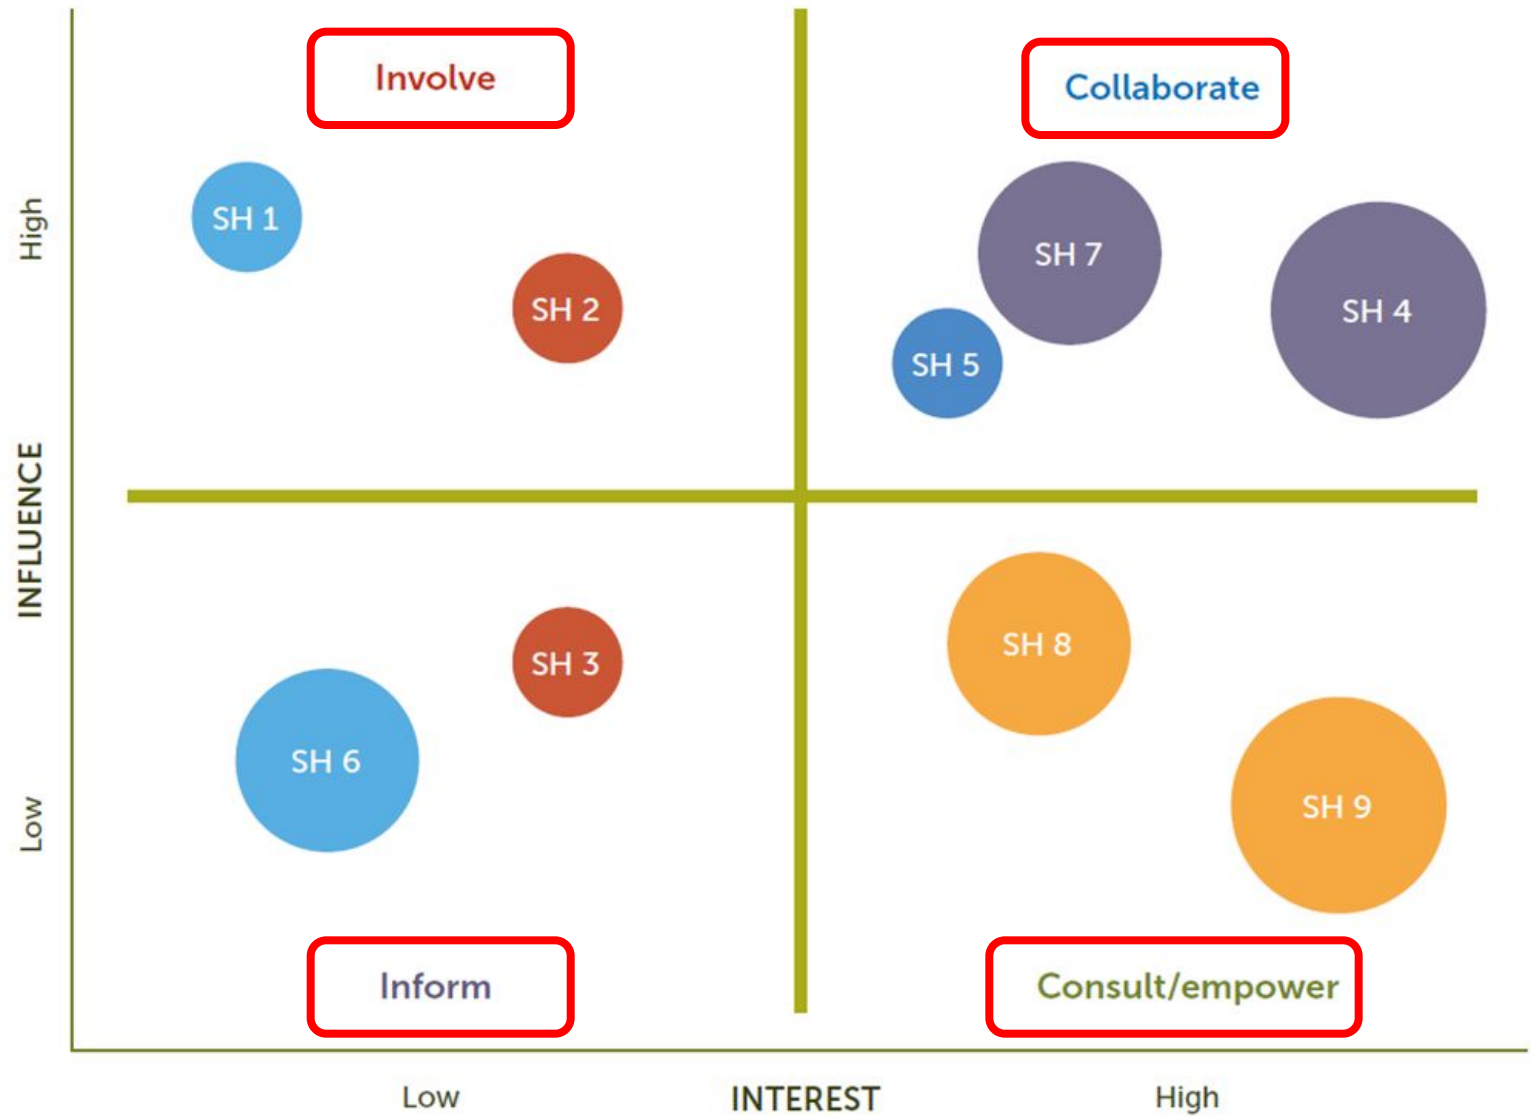 Involve
Collaborate
High
SH 1
SH 7
SH 2
SH 4
SH 5
INFLUENCE
SH 8
SH 3
SH 6
SH 9
Low
Inform
Consult/empower
Low
INTEREST
High